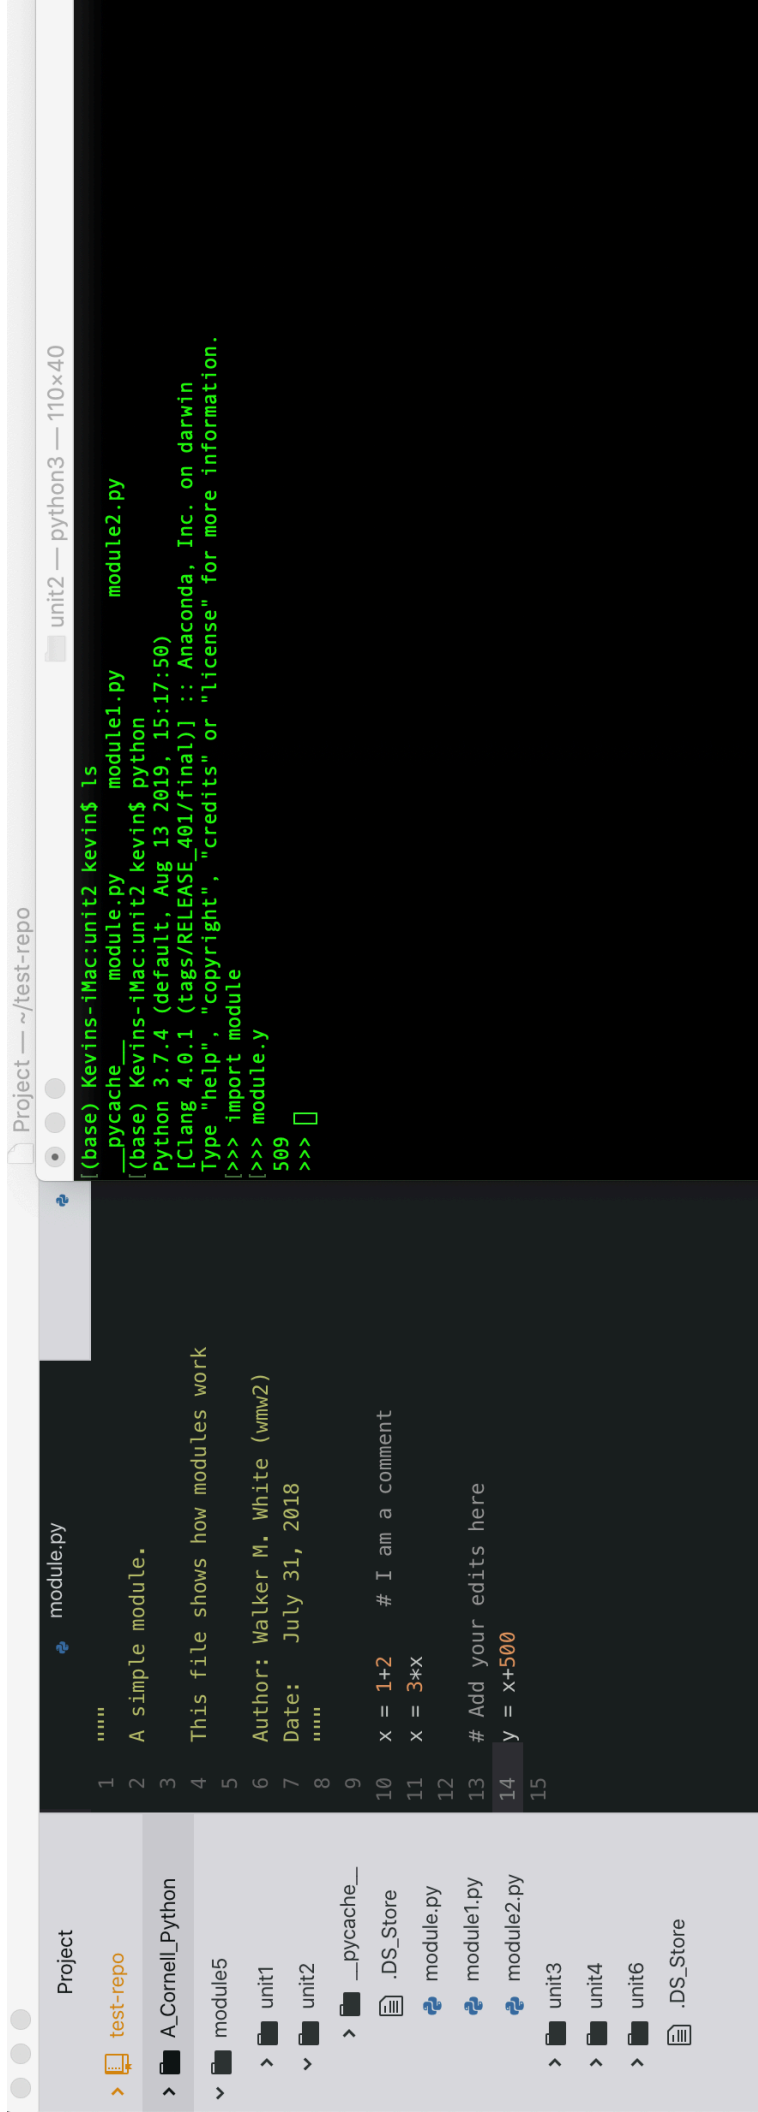 Project — ~/test-repo
Project
test-repo
A_Cornell_Python
module5
unit1
unit2
__pycache__
.DS_Store
module.py
module1.py
module2.py
unit3
unit4
unit6
.DS_Store
module.py
1 """
2 A simple module.
3
4 This file shows how modules work
5
6 Author: Walker M. White (wmw2)
7 Date:   July 31, 2018
8 """
9
10 x = 1+2    # I am a comment
11 x = 3*x
12
13 # Add your edits here
14 y = x+500
15
unit2 — python3 — 110×40
[(base) Kevins-iMac:unit2 kevin$ ls
__pycache__     module.py       module1.py      module2.py
[(base) Kevins-iMac:unit2 kevin$ python
Python 3.7.4 (default, Aug 13 2019, 15:17:50)
[Clang 4.0.1 (tags/RELEASE_401/final)] :: Anaconda, Inc. on darwin
Type "help", "copyright", "credits" or "license" for more information.
[>>> import module
[>>> module.y
509
>>>